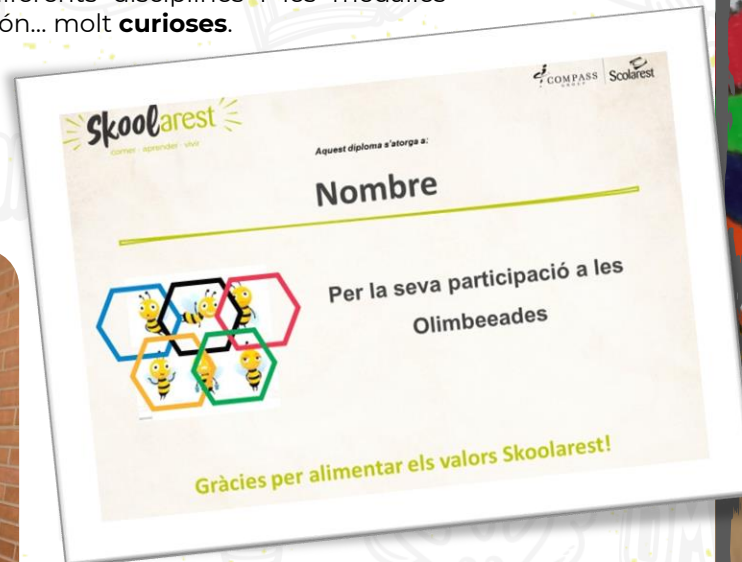 ón... molt curioses.
Skoolarest
comer · aprender · vivir
COMPASS
GROUP
Scolarest
Aquest diploma s'atorga a:
Nombre
Per la seva participació a les
Olimbeeades
Gràcies per alimentar els valors Skoolarest!